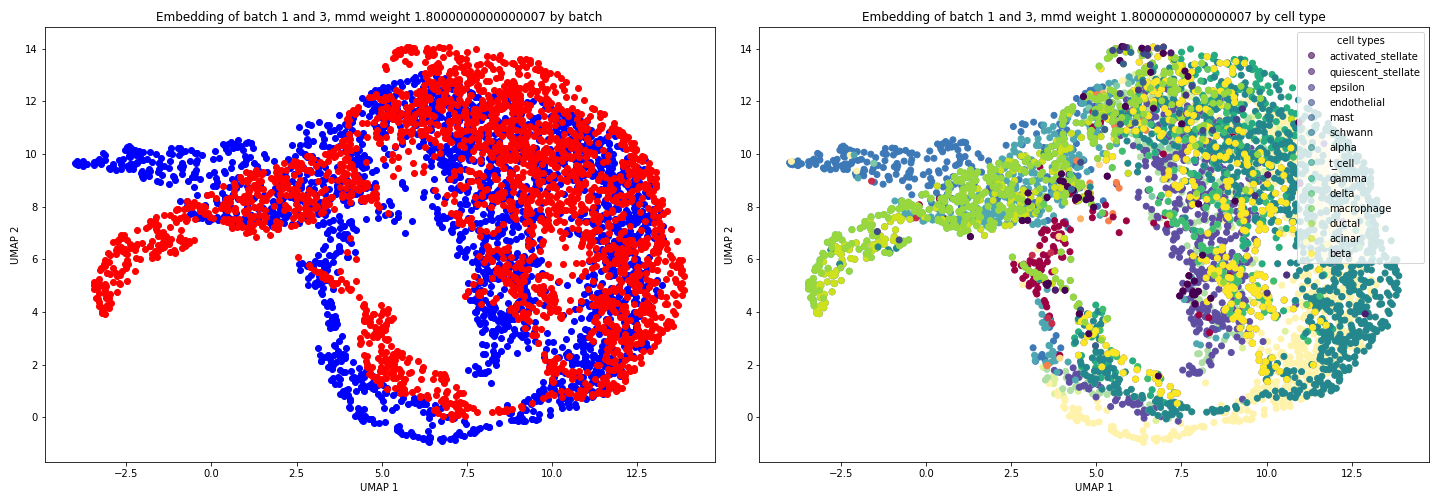 Embedding of batch 1 and 3, mmd weight 1.8000000000000007 by batch
14
12
10
8
6
4
2
0
UMAP 2
−2.5
0.0
2.5
5.0
7.5
10.0
12.5
UMAP 1
Embedding of batch 1 and 3, mmd weight 1.8000000000000007 by cell type
14
12
10
8
6
4
2
0
UMAP 2
−2.5
0.0
2.5
5.0
7.5
10.0
12.5
UMAP 1
cell types
activated_stellate
quiescent_stellate
epsilon
endothelial
mast
schwann
alpha
t_cell
gamma
delta
macrophage
ductal
acinar
beta